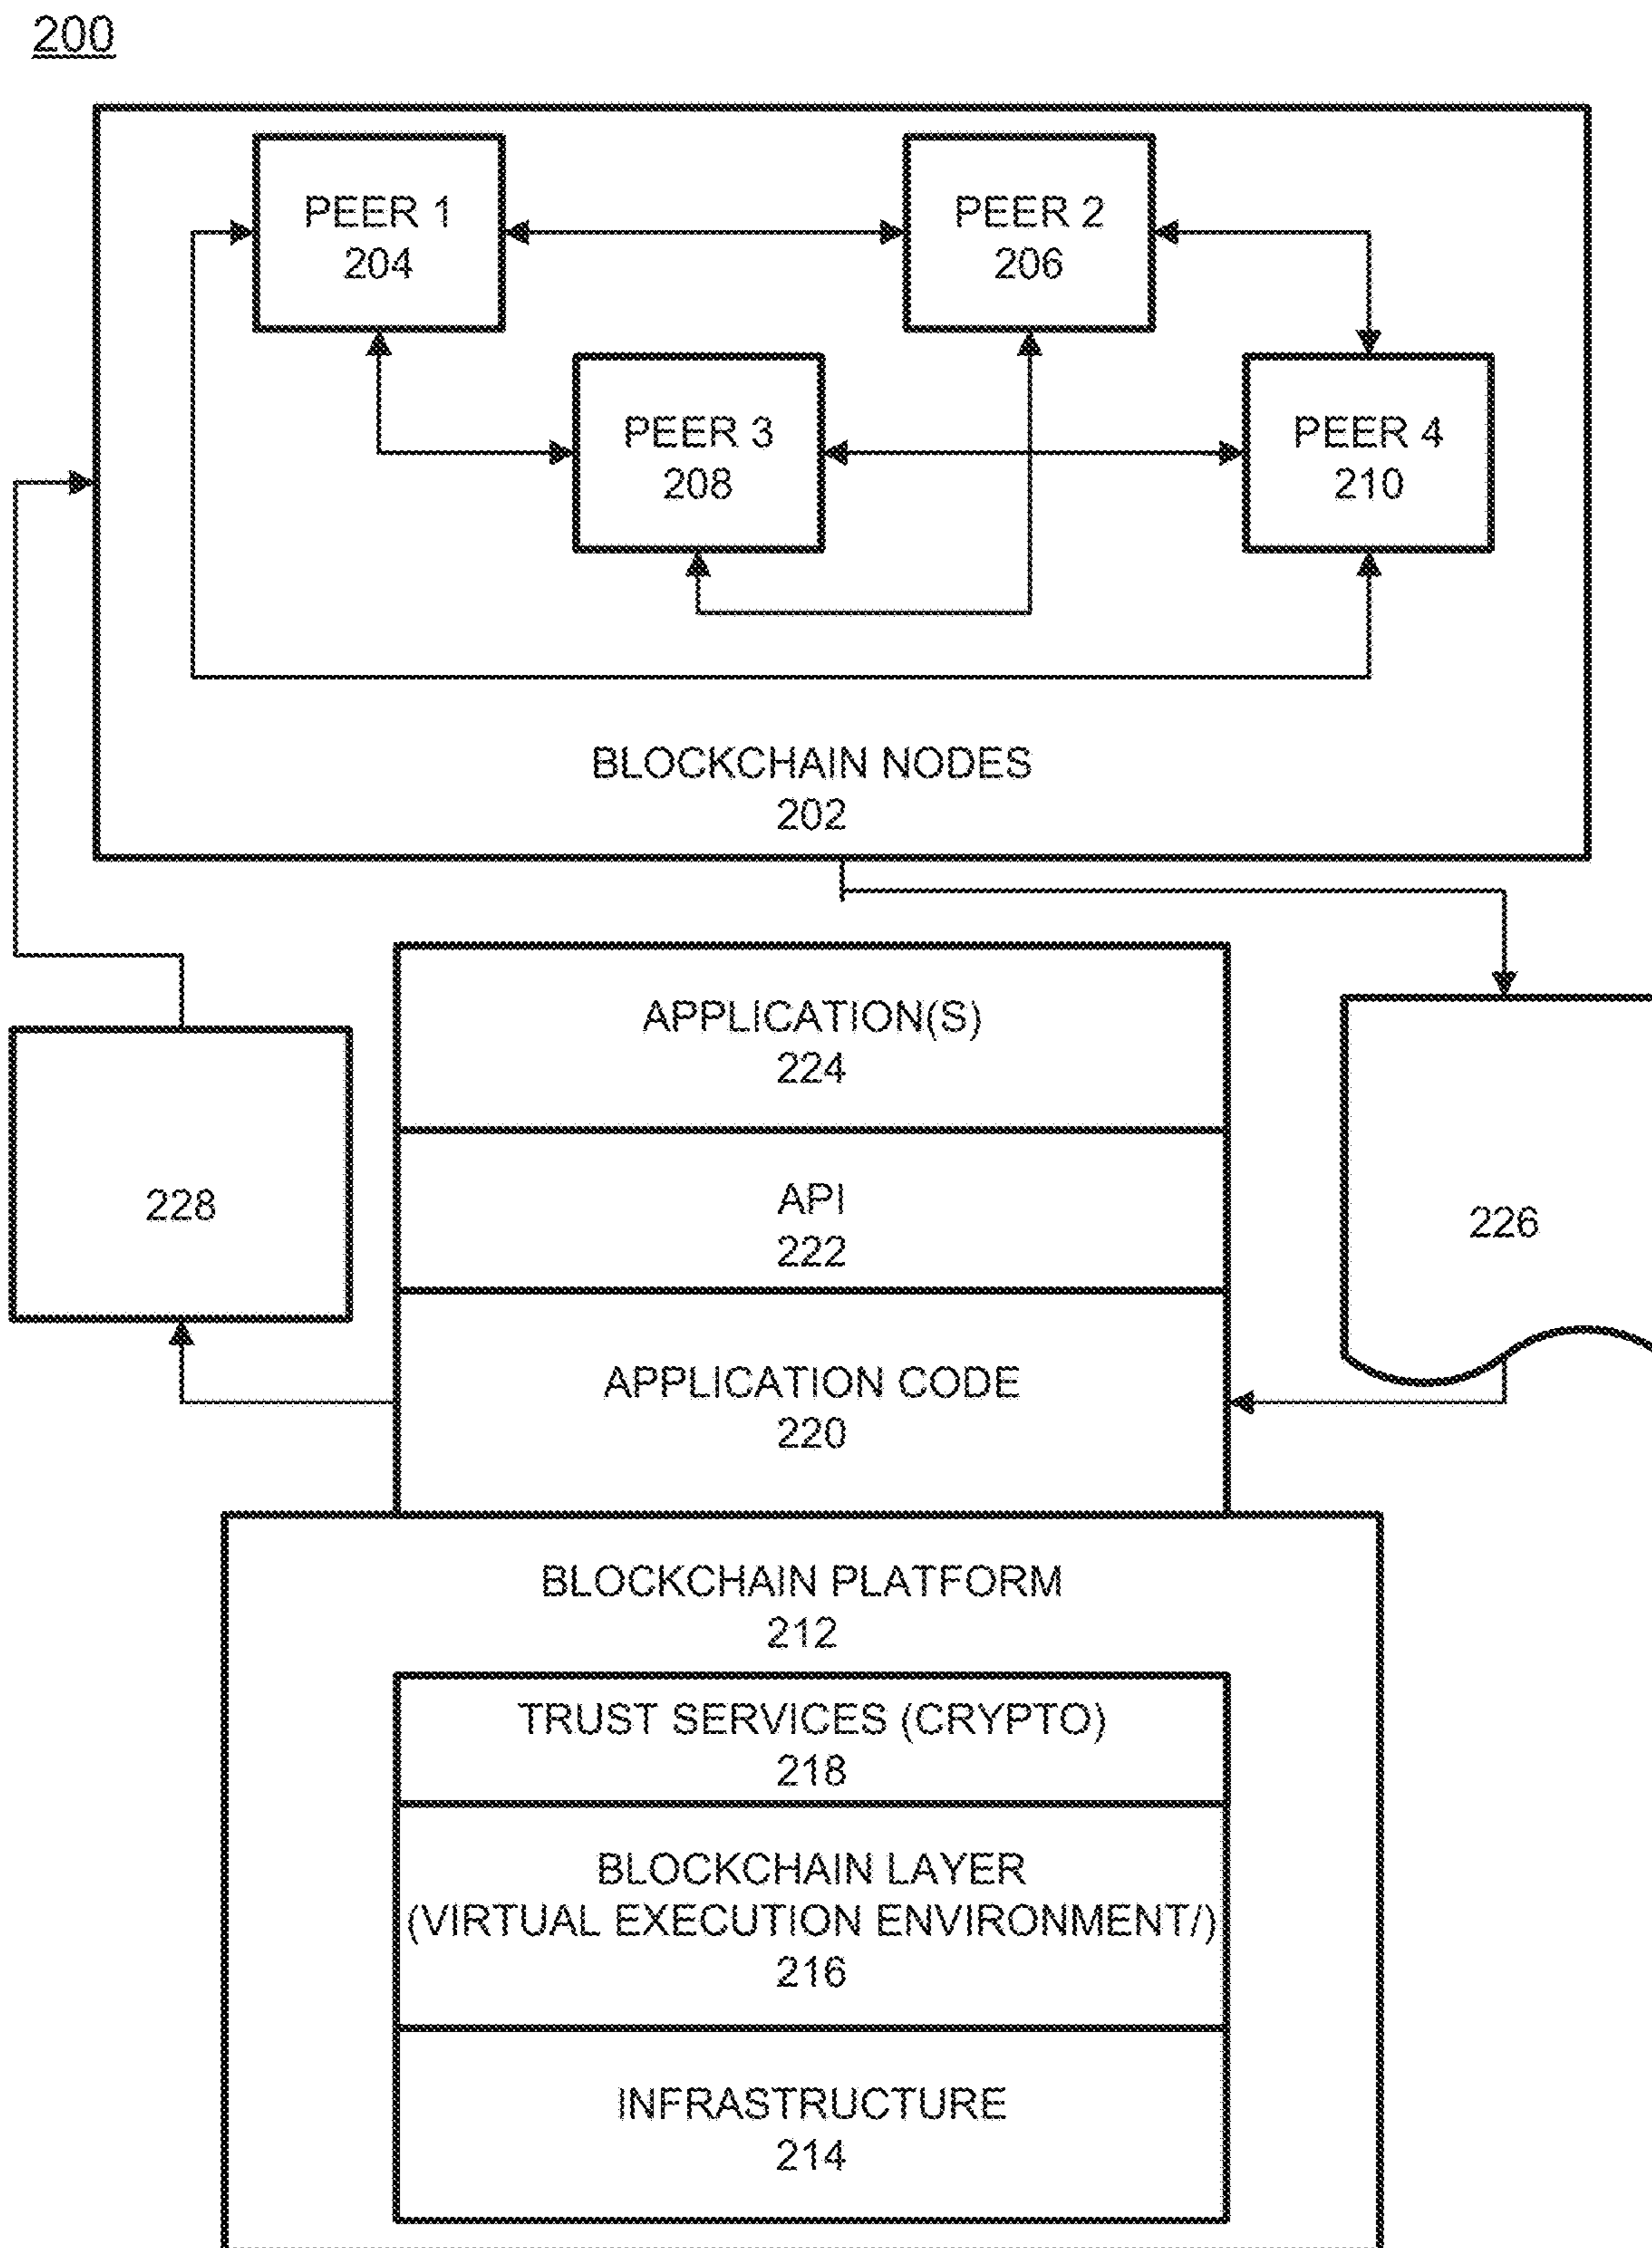 200
PEER 1
204
PEER 2
206
PEER 3
208
PEER 4
210
BLOCKCHAIN NODES
202
APPLICATION(S)
224
API
222
228
226
APPLICATION CODE
220
BLOCKCHAIN PLATFORM
212
TRUST SERVICES (CRYPTO)
218
BLOCKCHAIN LAYER
(VIRTUAL EXECUTION ENVIRONMENT/)
216
INFRASTRUCTURE
214